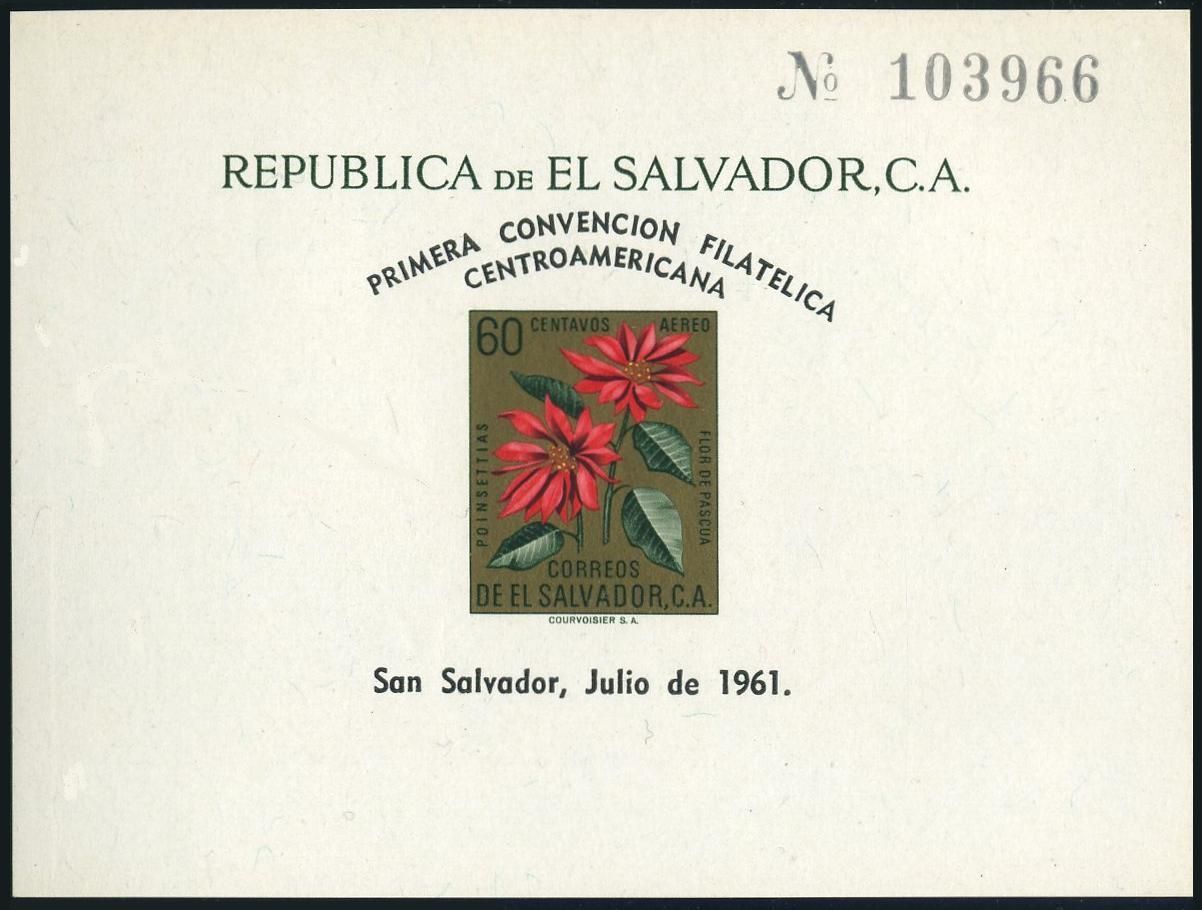 Nº 103966
REPUBLICA DE EL SALVADOR, C.A.
PRIMERA CONVENCION FILATELICA
CENTROAMERICANA
60 CENTAVOS AEREO
POINSETTIAS
FLOR DE PASCUA
CORREOS
DE EL SALVADOR, C.A.
COURVOISIER S. A.
San Salvador, Julio de 1961.